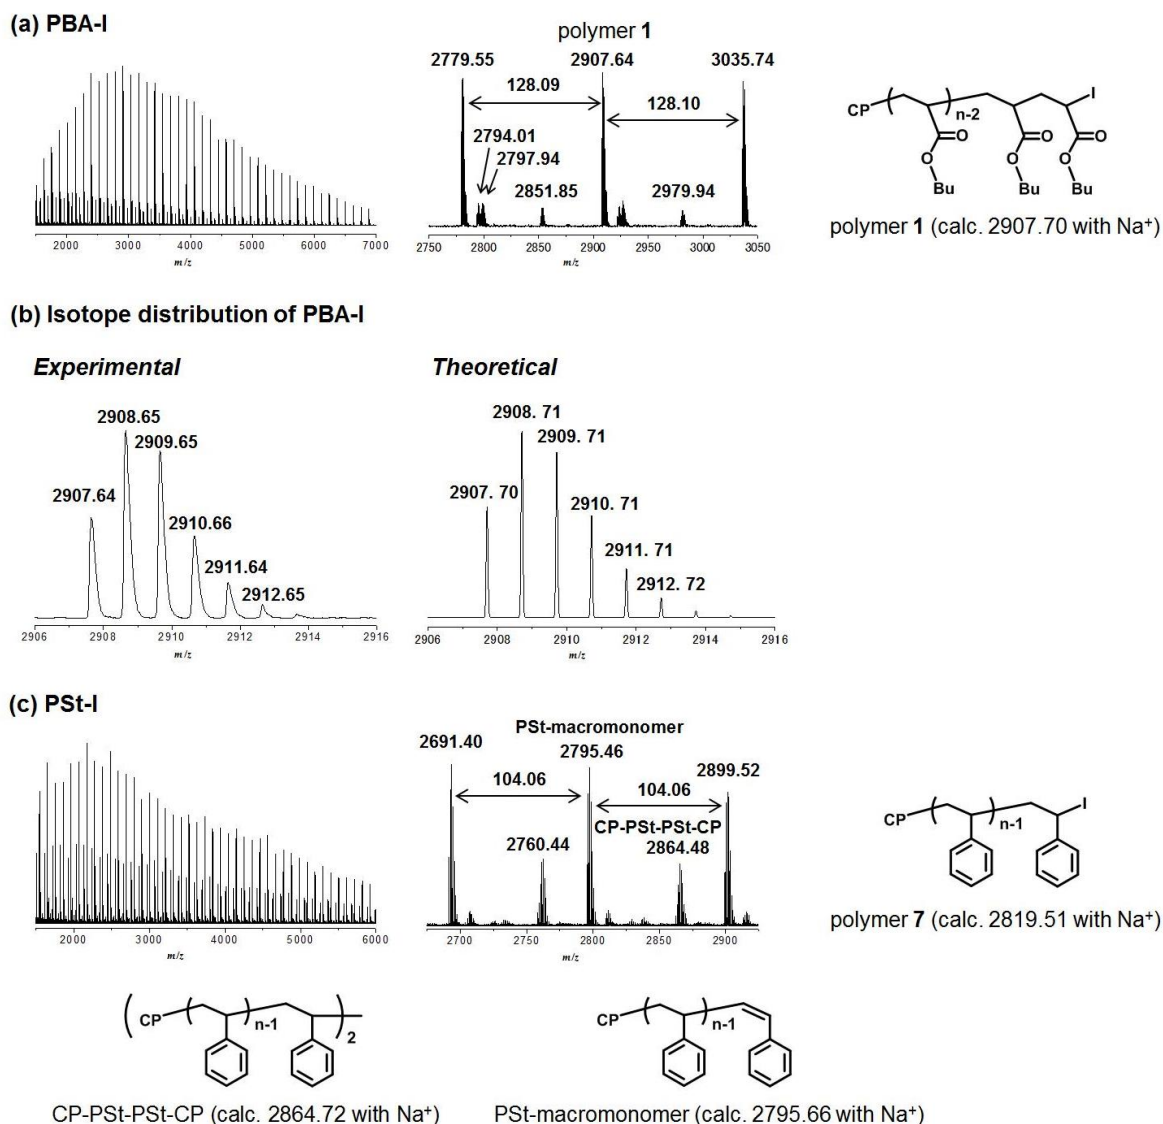 (a) PBA-I
polymer 1
2779.55
2907.64
3035.74
128.09
128.10
2794.01
2797.94
2851.85
2979.94
2000 3000 4000 5000 6000 7000
m/z
2750 2800 2850 2900 2950 3000 3050
m/z
CP
n-2
I
O O O
O O O
Bu Bu Bu
polymer 1 (calc. 2907.70 with Na⁺)
(b) Isotope distribution of PBA-I
Experimental
2908.65
2909.65
2907.64
2910.66
2911.64
2912.65
2906 2908 2910 2912 2914 2916
m/z
Theoretical
2908. 71
2909. 71
2907. 70
2910. 71
2911. 71
2912. 72
2906 2908 2910 2912 2914 2916
m/z
(c) PSt-I
2000 3000 4000 5000 6000
m/z
PSt-macromonomer
2691.40
2795.46
2899.52
104.06
104.06
CP-PSt-PSt-CP
2760.44
2864.48
2700 2750 2800 2850 2900
m/z
CP
n-1
I
polymer 7 (calc. 2819.51 with Na⁺)
CP
n-1
2
CP-PSt-PSt-CP (calc. 2864.72 with Na⁺)
CP
n-1
PSt-macromonomer (calc. 2795.66 with Na⁺)